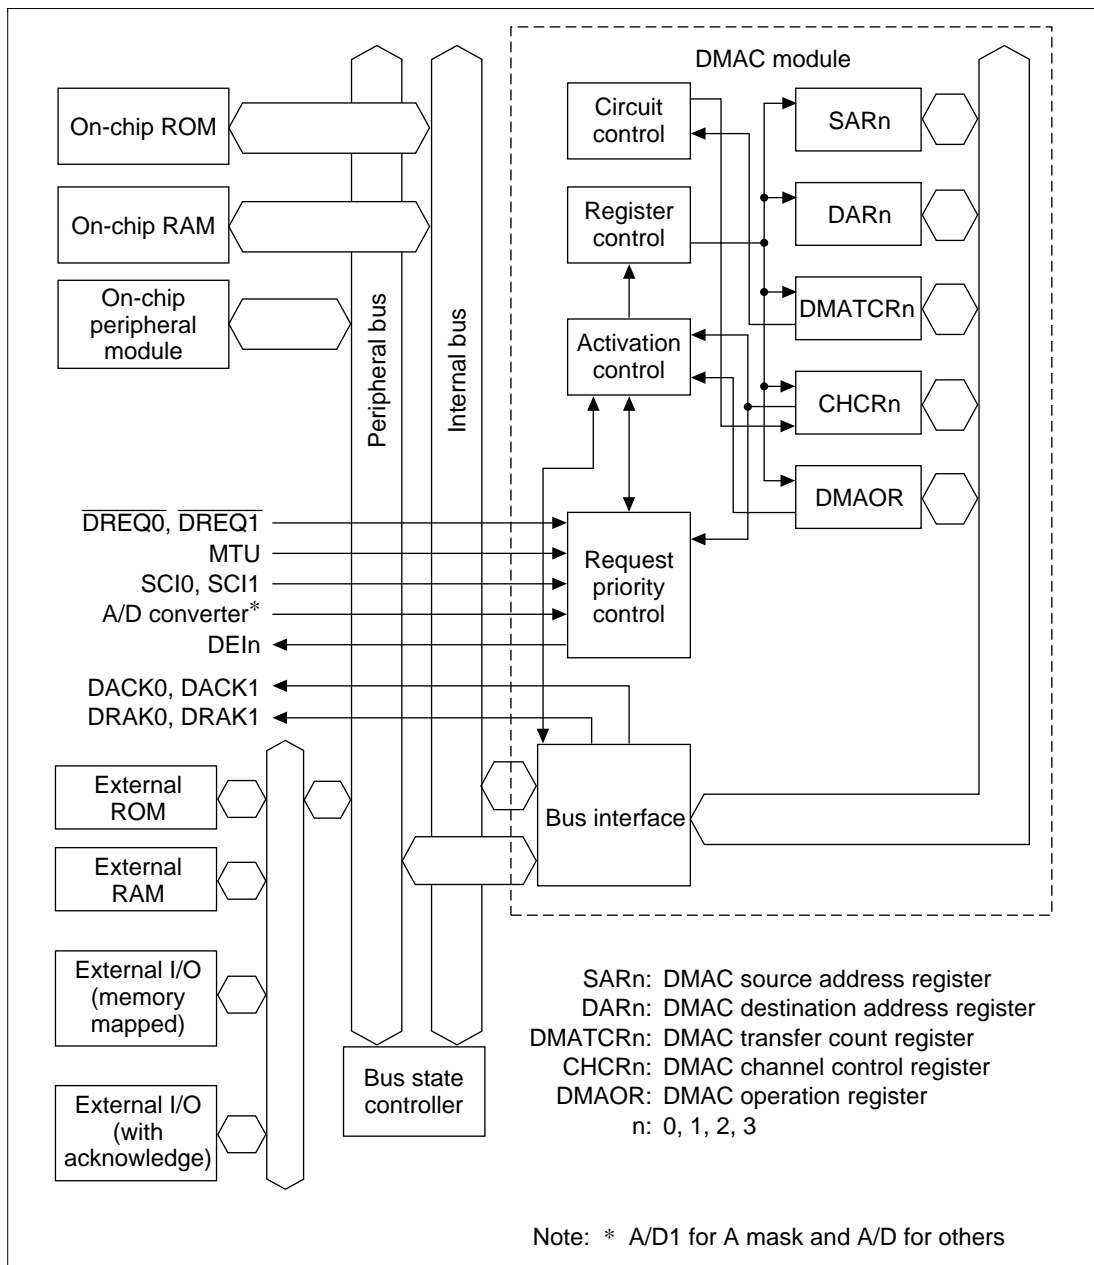 DMAC module
On-chip ROM
Circuit
control
SARn
On-chip RAM
Register
control
DARn
On-chip
peripheral
module
Peripheral bus
Internal bus
Activation
control
DMATCRn
CHCRn
DMAOR
DREQ0, DREQ1
MTU
SCI0, SCI1
A/D converter*
DEIn
Request
priority
control
DACK0, DACK1
DRAK0, DRAK1
External
ROM
Bus interface
External
RAM
External I/O
(memory
mapped)
External I/O
(with
acknowledge)
Bus state
controller
SARn: DMAC source address register
DARn: DMAC destination address register
DMATCRn: DMAC transfer count register
CHCRn: DMAC channel control register
DMAOR: DMAC operation register
n: 0, 1, 2, 3
Note: * A/D1 for A mask and A/D for others